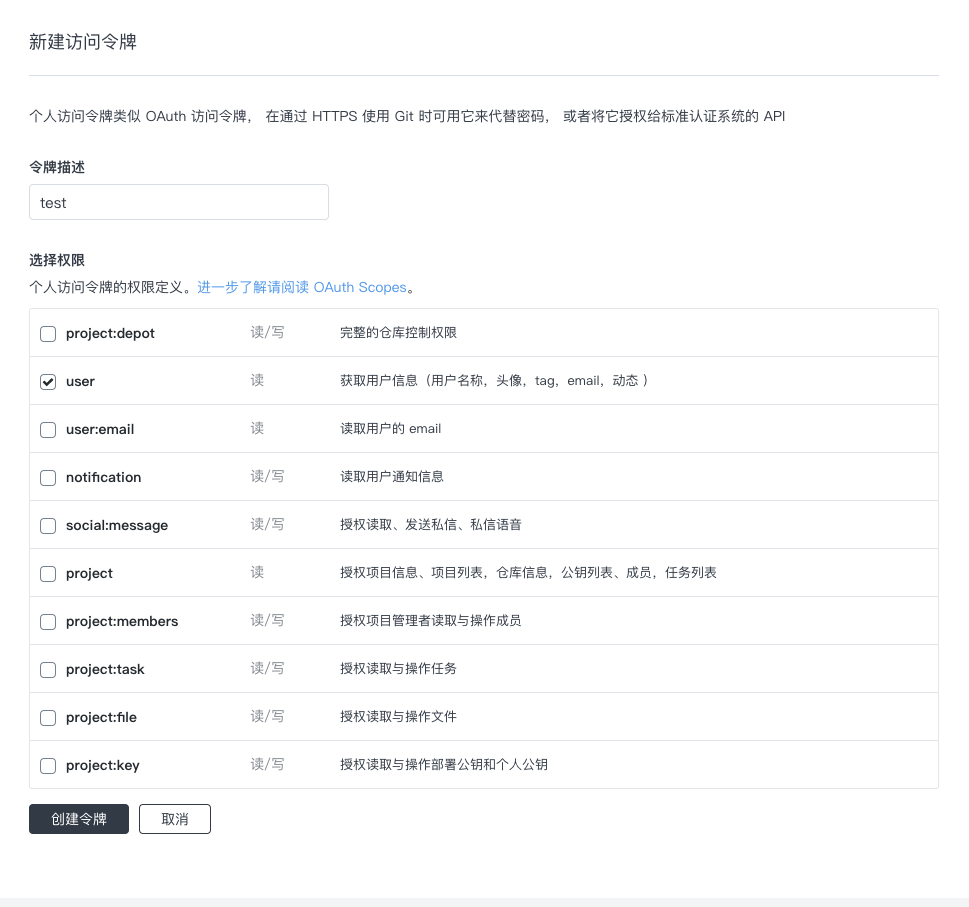 新建访问令牌
个人访问令牌类似 OAuth 访问令牌， 在通过 HTTPS 使用 Git 时可用它来代替密码， 或者将它授权给标准认证系统的 API
令牌描述
test
选择权限
个人访问令牌的权限定义。进一步了解请阅读 OAuth Scopes。
project:depot 读/写 完整的仓库控制权限
user 读 获取用户信息（用户名称，头像，tag，email，动态 ）
user:email 读 读取用户的 email
notification 读/写 读取用户通知信息
social:message 读/写 授权读取、发送私信、私信语音
project 读 授权项目信息、项目列表，仓库信息，公钥列表、成员，任务列表
project:members 读/写 授权项目管理者读取与操作成员
project:task 读/写 授权读取与操作任务
project:file 读/写 授权读取与操作文件
project:key 读/写 授权读取与操作部署公钥和个人公钥
创建令牌 取消